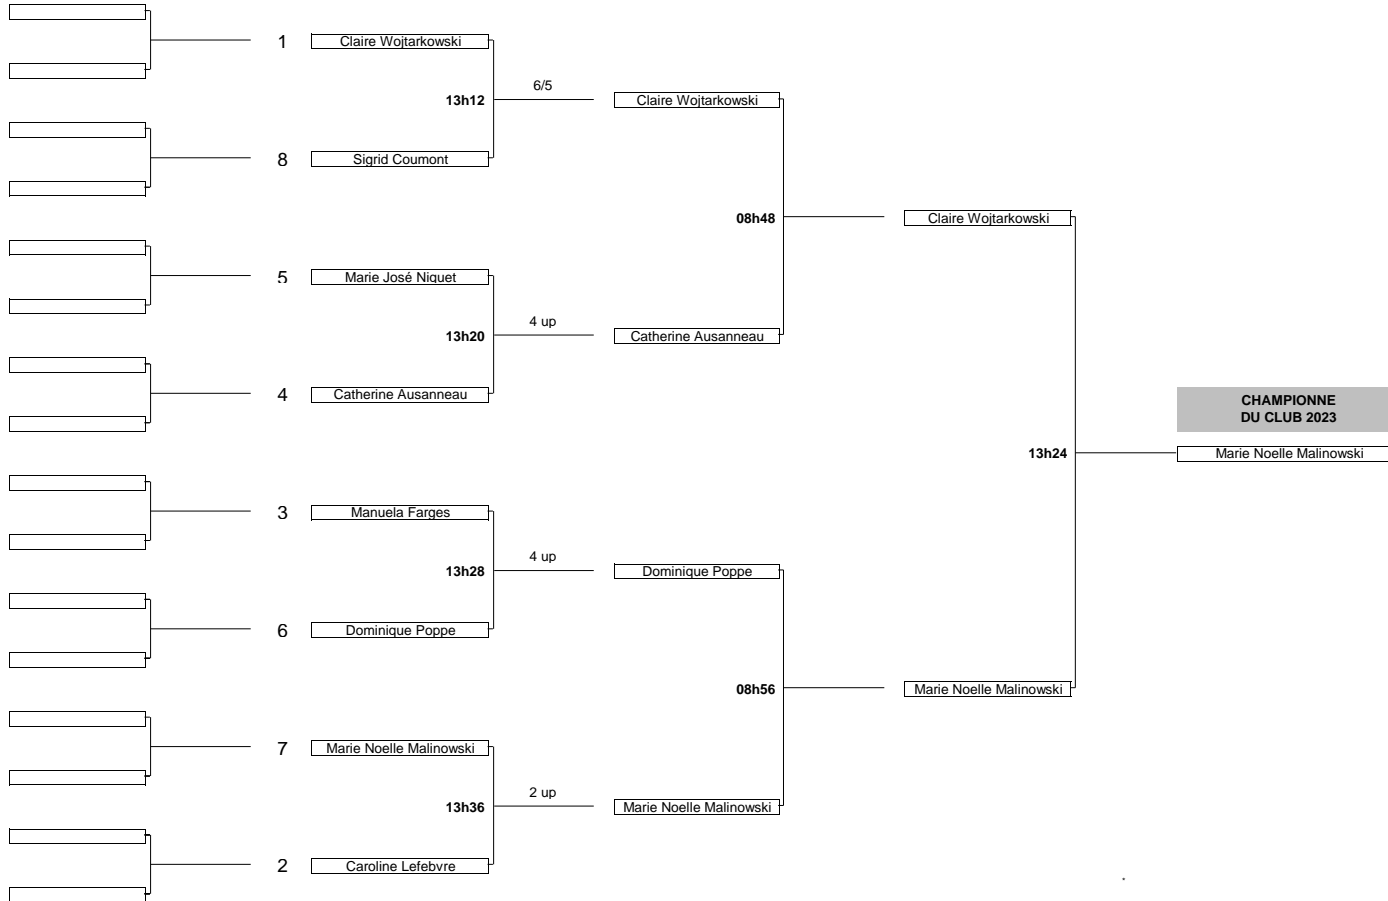 1 Claire Wojtarkowski
6/5
13h12 Claire Wojtarkowski
8 Sigrid Coumont
08h48 Claire Wojtarkowski
5 Marie José Niquet
4 up
13h20 Catherine Ausanneau
4 Catherine Ausanneau
CHAMPIONNE
DU CLUB 2023
13h24 Marie Noelle Malinowski
3 Manuela Farges
4 up
13h28 Dominique Poppe
6 Dominique Poppe
08h56 Marie Noelle Malinowski
7 Marie Noelle Malinowski
2 up
13h36 Marie Noelle Malinowski
2 Caroline Lefebvre